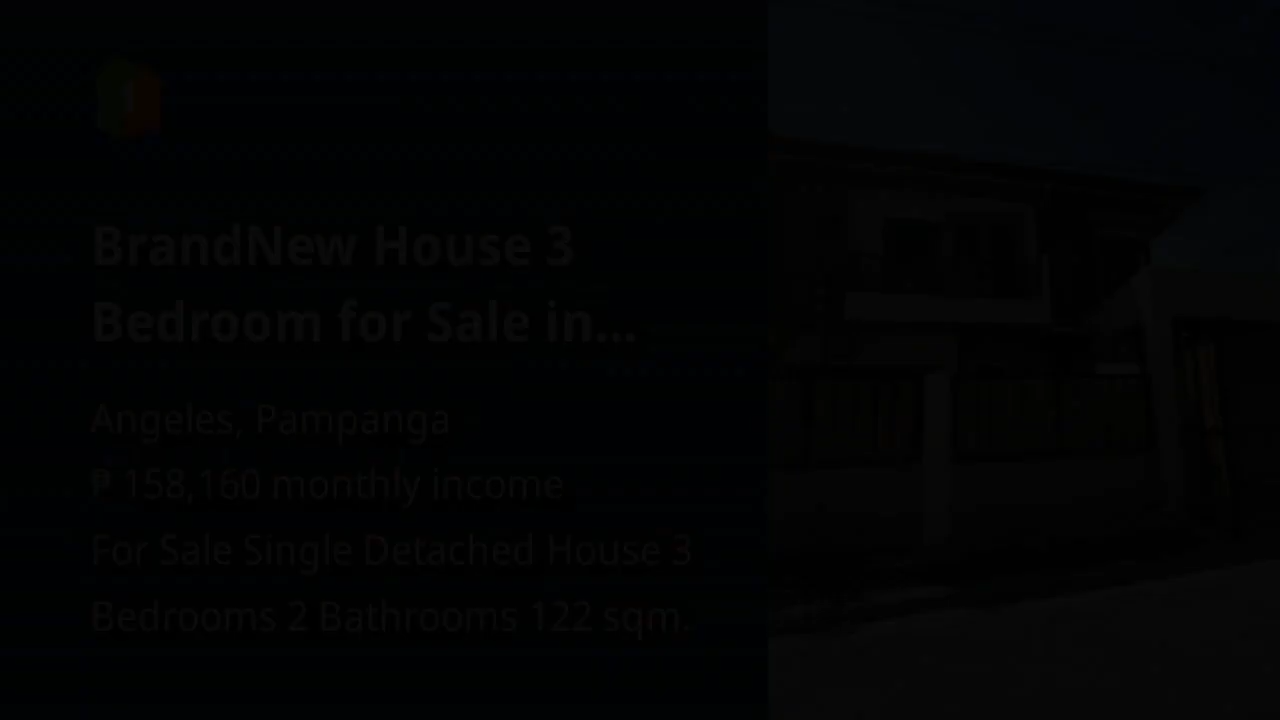 BrandNew House 3
Bedroom for Sale in...
Angeles, Pampanga
₱ 158,160 monthly income
For Sale Single Detached House 3
Bedrooms 2 Bathrooms 122 sqm.